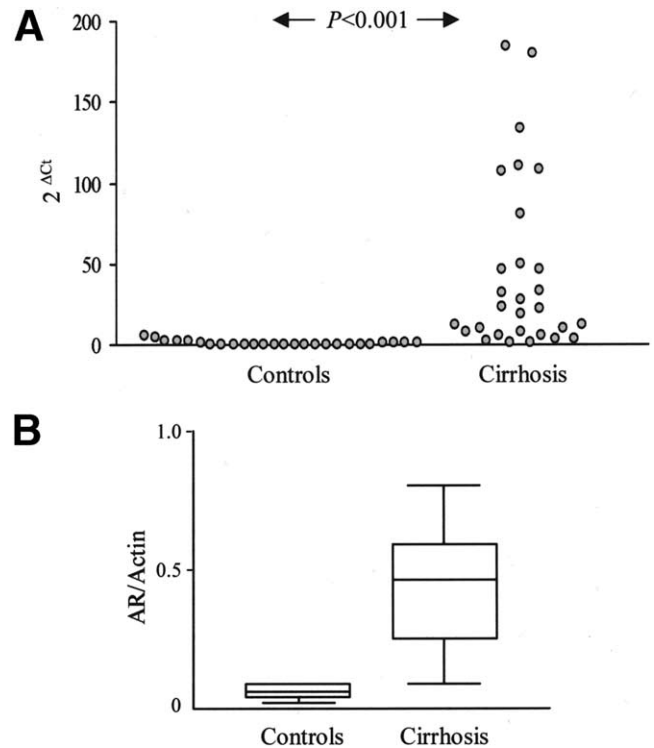 A
P<0.001
200
150
100
50
0
2 ΔCt
Controls Cirrhosis
B
1.0
0.5
0
AR/Actin
Controls Cirrhosis